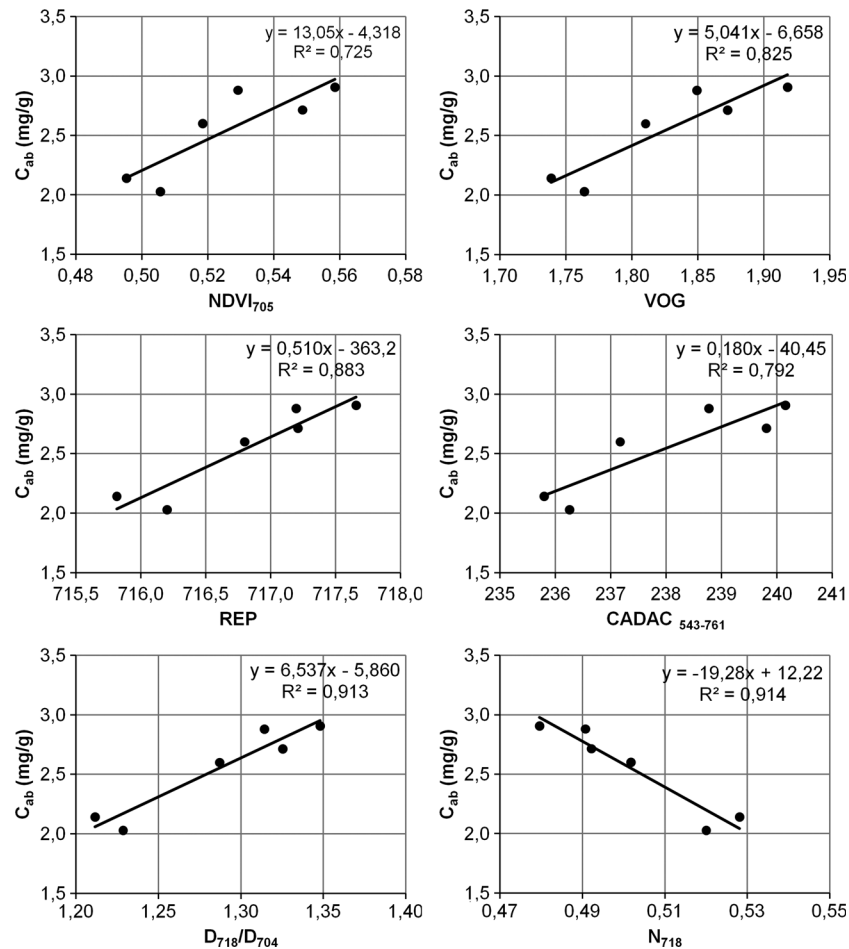 y = 13,05x - 4,318
R² = 0,725
3,5
3,0
2,5
2,0
1,5
C_ab (mg/g)
0,48 0,50 0,52 0,54 0,56 0,58
NDVI₇₀₅
y = 5,041x - 6,658
R² = 0,825
3,5
3,0
2,5
2,0
1,5
C_ab (mg/g)
1,70 1,75 1,80 1,85 1,90 1,95
VOG
y = 0,510x - 363,2
R² = 0,883
3,5
3,0
2,5
2,0
1,5
C_ab (mg/g)
715,5 716,0 716,5 717,0 717,5 718,0
REP
y = 0,180x - 40,45
R² = 0,792
3,5
3,0
2,5
2,0
1,5
C_ab (mg/g)
235 236 237 238 239 240 241
CADAC ₅₄₃₋₇₆₁
y = 6,537x - 5,860
R² = 0,913
3,5
3,0
2,5
2,0
1,5
C_ab (mg/g)
1,20 1,25 1,30 1,35 1,40
D₇₁₈/D₇₀₄
y = -19,28x + 12,22
R² = 0,914
3,5
3,0
2,5
2,0
1,5
C_ab (mg/g)
0,47 0,49 0,51 0,53 0,55
N₇₁₈